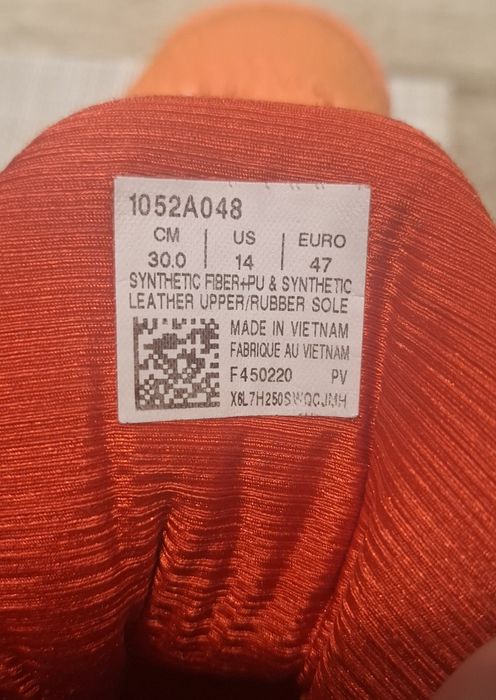 1052A048
CM | US | EURO
30.0 | 14 | 47
SYNTHETIC FIBER+PU & SYNTHETIC
LEATHER UPPER/RUBBER SOLE
MADE IN VIETNAM
FABRIQUE AU VIETNAM
F450220 PV
X6L7H250SWQCJMH